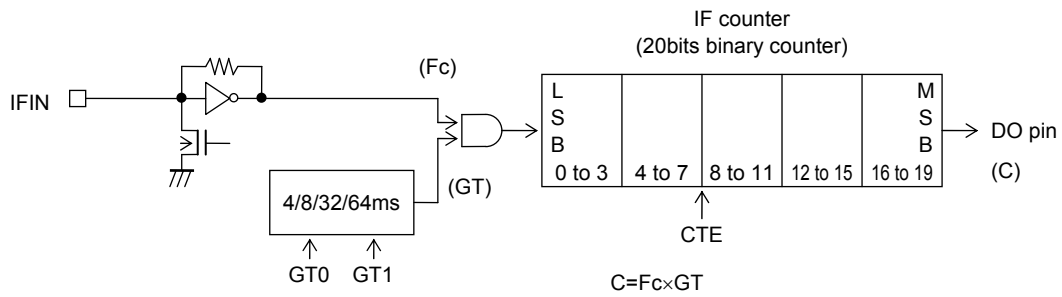 IF counter
(20bits binary counter)
IFIN
(Fc)
L
S
B
M
S
B
DO pin
(C)
0 to 3
4 to 7
8 to 11
12 to 15
16 to 19
(GT)
4/8/32/64ms
GT0
GT1
CTE
C=Fc×GT